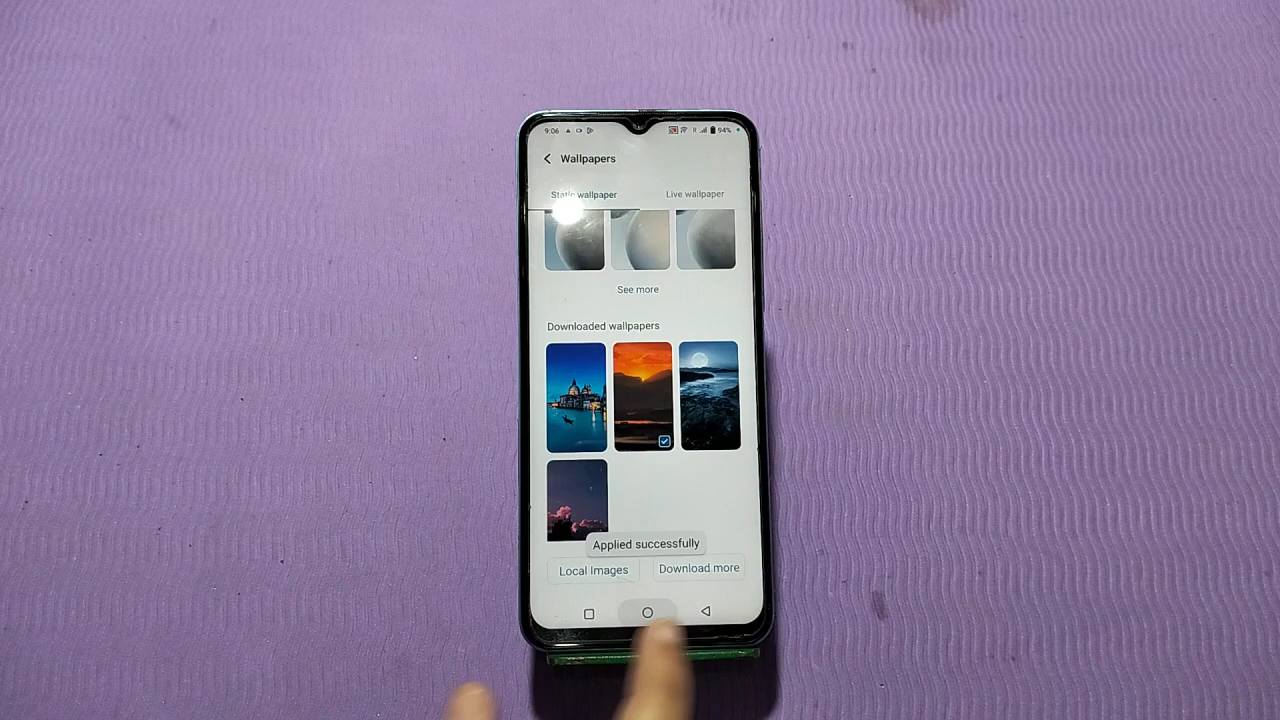 9:06 R 94%
Wallpapers
Static wallpaper Live wallpaper
See more
Downloaded wallpapers
Applied successfully
Local Images Download more